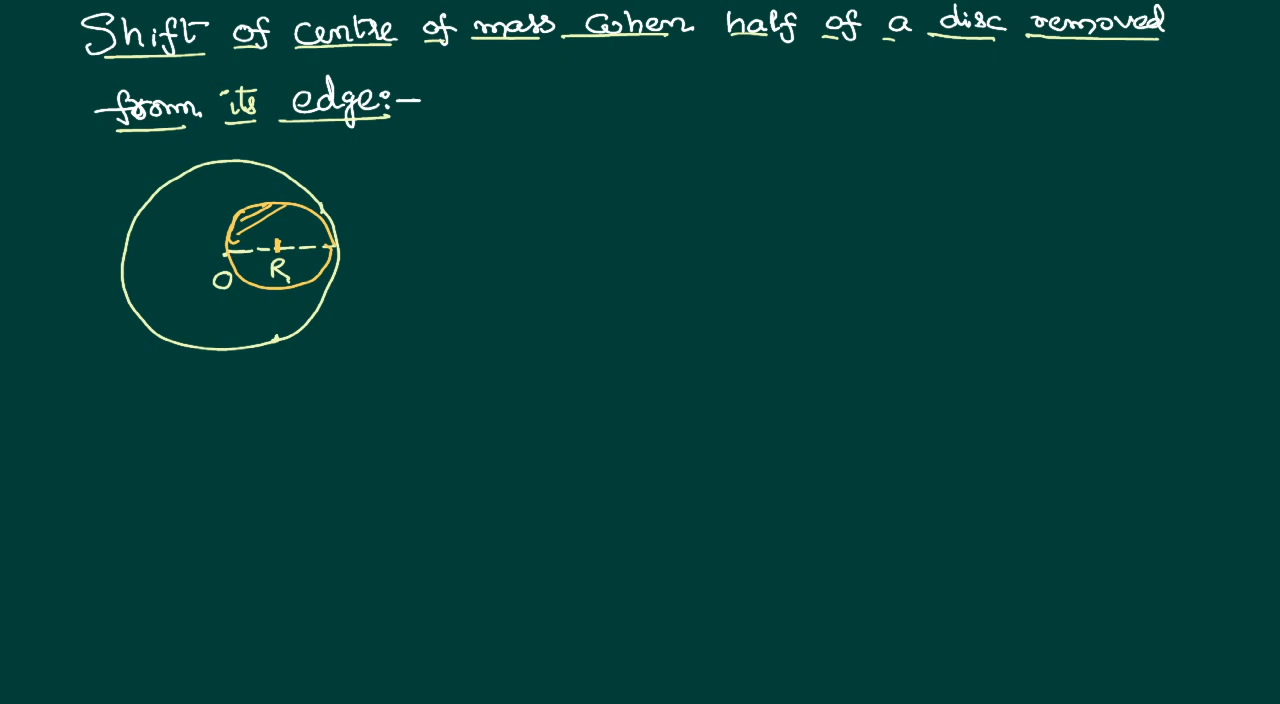 Shift of centre of mass when half of a disc removed
from its edge:-
O
R